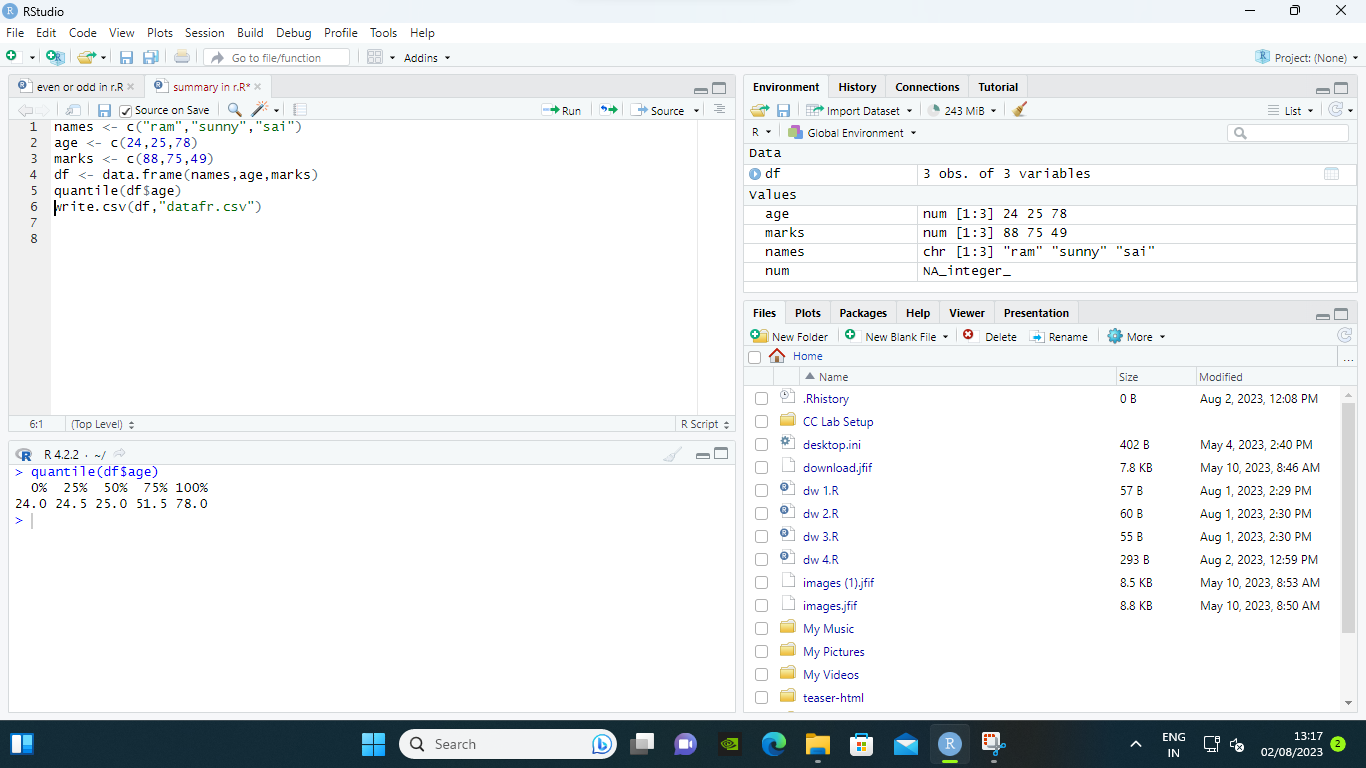 RStudio
File Edit Code View Plots Session Build Debug Profile Tools Help
Go to file/function Addins Project: (None)
even or odd in r.R summary in r.R*
Source on Save Run Source
1 names <- c("ram","sunny","sai")
2 age <- c(24,25,78)
3 marks <- c(88,75,49)
4 df <- data.frame(names,age,marks)
5 quantile(df$age)
6 write.csv(df,"datafr.csv")
7
8
6:1 (Top Level) R Script
R 4.2.2 · ~/
> quantile(df$age)
0% 25% 50% 75% 100%
24.0 24.5 25.0 51.5 78.0
>
Environment History Connections Tutorial
Import Dataset 243 MiB List
R Global Environment
Data
df 3 obs. of 3 variables
Values
age num [1:3] 24 25 78
marks num [1:3] 88 75 49
names chr [1:3] "ram" "sunny" "sai"
num NA_integer_
Files Plots Packages Help Viewer Presentation
New Folder New Blank File Delete Rename More
Home ...
Name Size Modified
.Rhistory 0 B Aug 2, 2023, 12:08 PM
CC Lab Setup
desktop.ini 402 B May 4, 2023, 2:40 PM
download.jfif 7.8 KB May 10, 2023, 8:46 AM
dw 1.R 57 B Aug 1, 2023, 2:29 PM
dw 2.R 60 B Aug 1, 2023, 2:30 PM
dw 3.R 55 B Aug 1, 2023, 2:30 PM
dw 4.R 293 B Aug 2, 2023, 12:59 PM
images (1).jfif 8.5 KB May 10, 2023, 8:53 AM
images.jfif 8.8 KB May 10, 2023, 8:50 AM
My Music
My Pictures
My Videos
teaser-html
Search
ENG
IN
13:17
02/08/2023
2